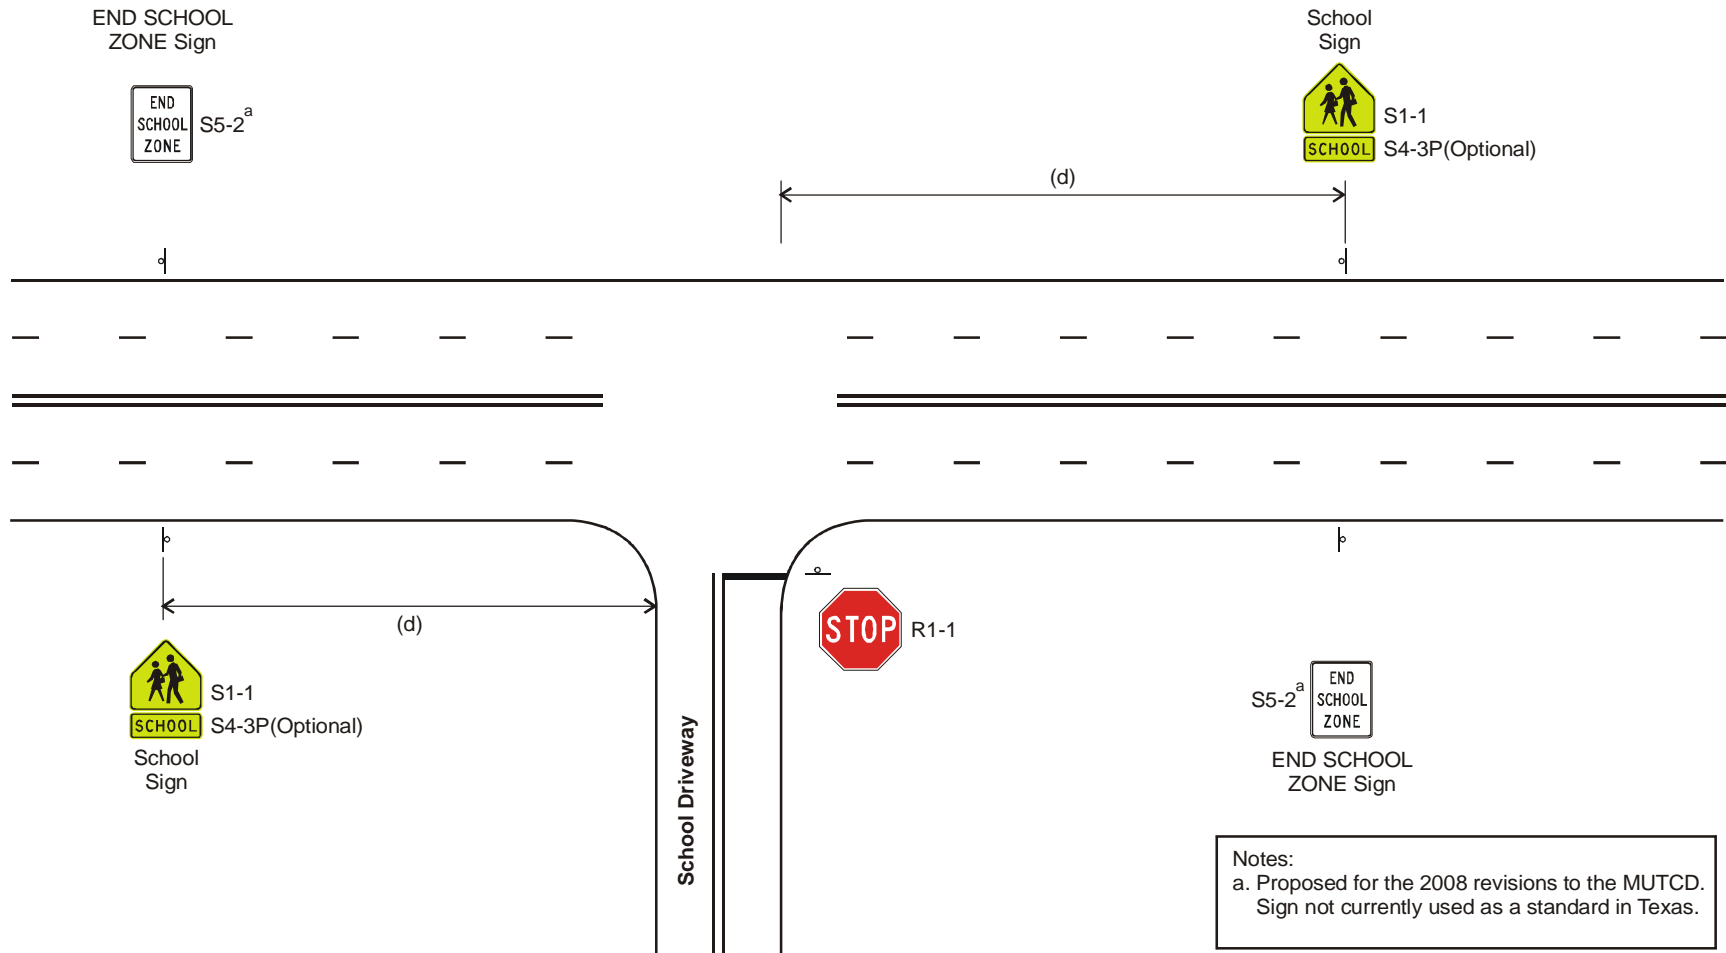 END SCHOOL
ZONE Sign
END
SCHOOL
ZONE
S5-2a
School
Sign
S1-1
SCHOOL
S4-3P(Optional)
(d)
(d)
S1-1
SCHOOL
S4-3P(Optional)
School
Sign
STOP
R1-1
School Driveway
S5-2a
END
SCHOOL
ZONE
END SCHOOL
ZONE Sign
Notes:
a. Proposed for the 2008 revisions to the MUTCD.
Sign not currently used as a standard in Texas.